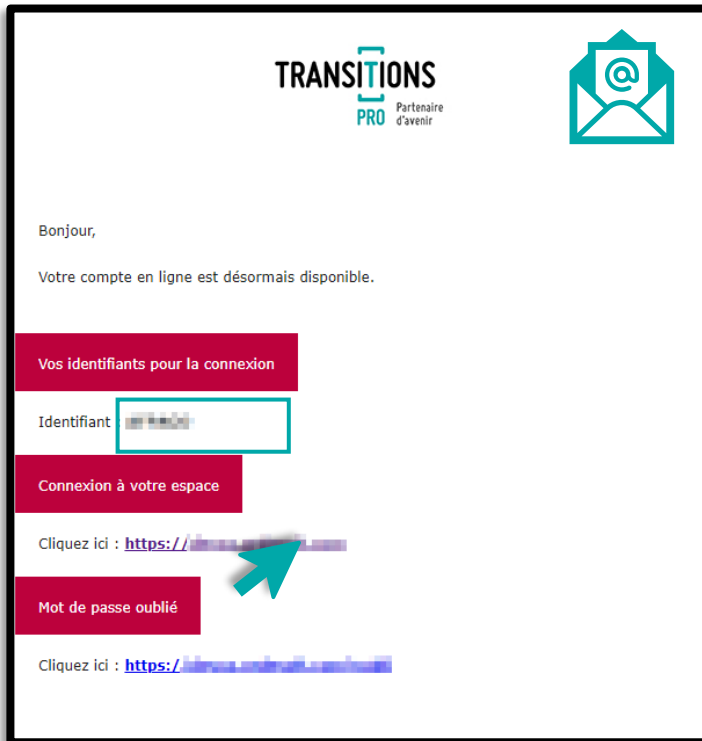 TRANSITIONS
PRO Partenaire
d'avenir
@
Bonjour,
Votre compte en ligne est désormais disponible.
Vos identifiants pour la connexion
Identifiant :
Connexion à votre espace
Cliquez ici : https://
Mot de passe oublié
Cliquez ici : https:/